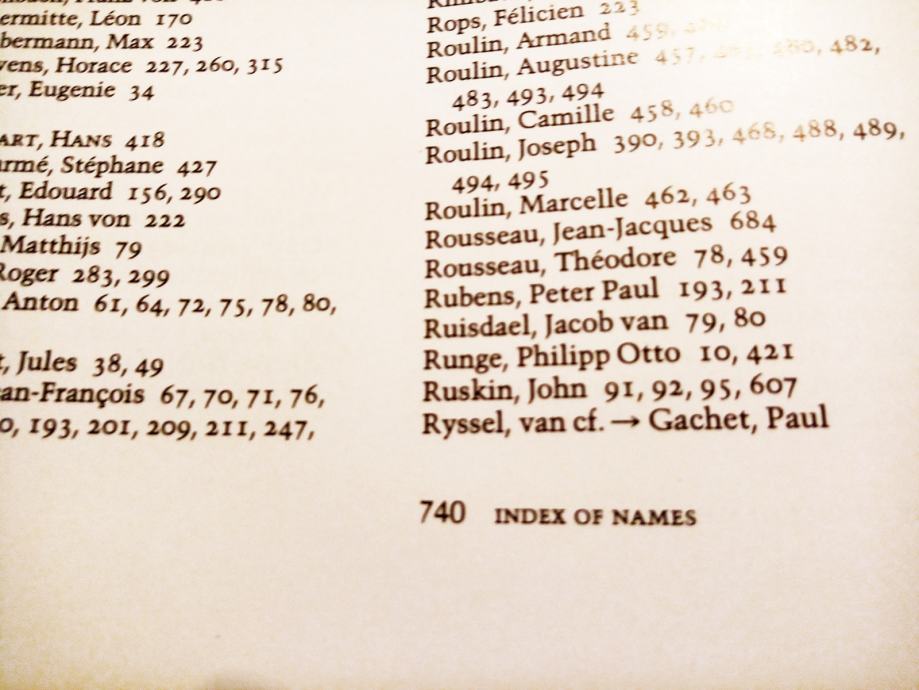 ermitte, Léon 170
bermann, Max 223
vens, Horace 227, 260, 315
er, Eugenie 34
ART, HANS 418
armé, Stéphane 427
t, Edouard 156, 290
s, Hans von 222
Matthijs 79
Roger 283, 299
Anton 61, 64, 72, 75, 78, 80,
t, Jules 38, 49
an-François 67, 70, 71, 76,
0, 193, 201, 209, 211, 247,
Rops, Félicien 223
Roulin, Armand 459,
Roulin, Augustine 457, 480, 482,
483, 493, 494
Roulin, Camille 458, 460
Roulin, Joseph 390, 393, 468, 488, 489,
494, 495
Roulin, Marcelle 462, 463
Rousseau, Jean-Jacques 684
Rousseau, Théodore 78, 459
Rubens, Peter Paul 193, 211
Ruisdael, Jacob van 79, 80
Runge, Philipp Otto 10, 421
Ruskin, John 91, 92, 95, 607
Ryssel, van cf. → Gachet, Paul
740 INDEX OF NAMES